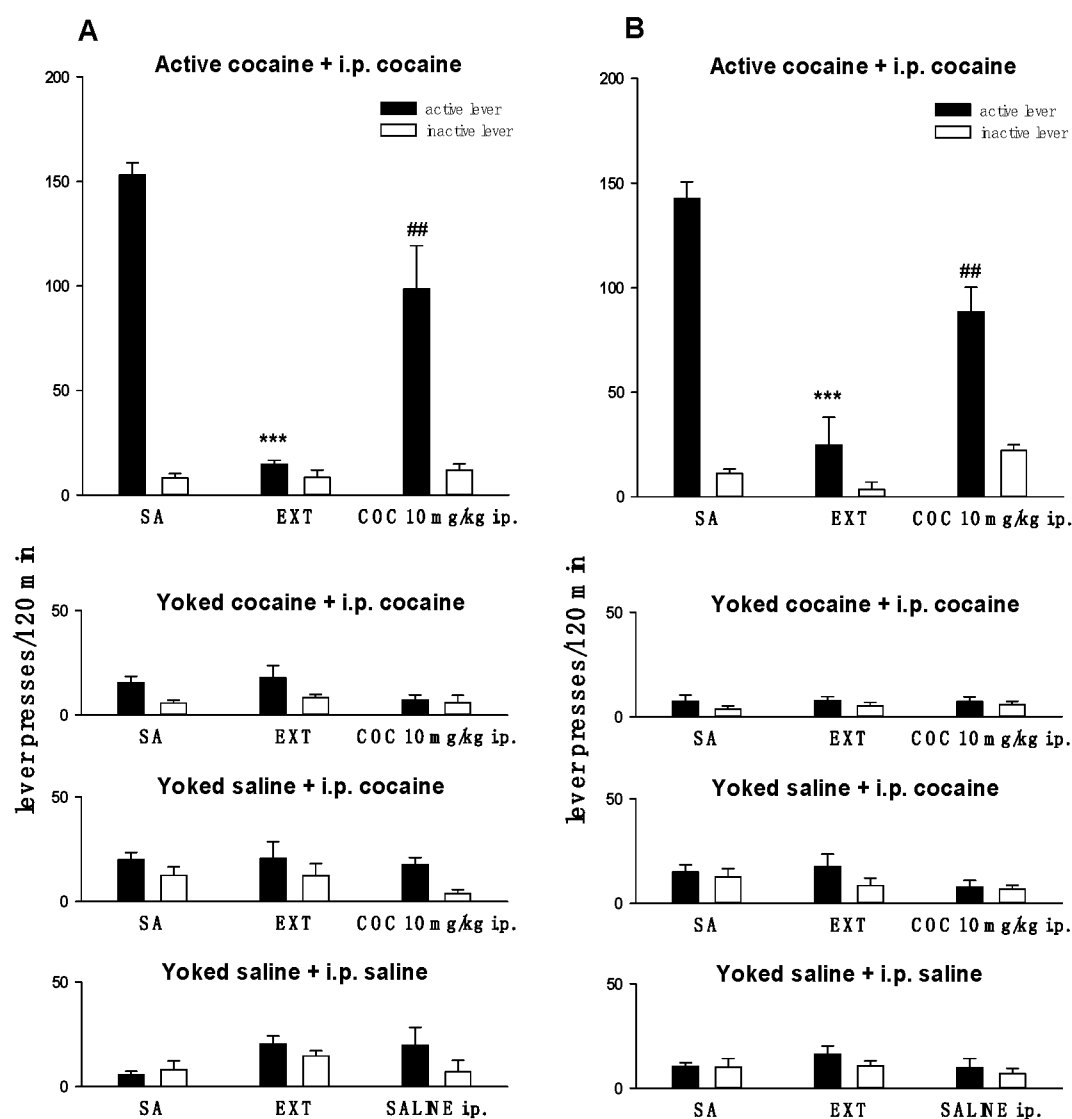 A
Active cocaine + i.p. cocaine
200
active lever
inactive lever
150
##
100
50
***
0
SA EXT COC 10 mg/kg ip.
leverpresses/120 min
Yoked cocaine + i.p. cocaine
50
0
SA EXT COC 10 mg/kg ip.
Yoked saline + i.p. cocaine
50
0
SA EXT COC 10 mg/kg ip.
Yoked saline + i.p. saline
50
0
SA EXT SALINE ip.
B
Active cocaine + i.p. cocaine
200
active lever
inactive lever
150
##
100
50
***
0
SA EXT COC 10 mg/kg ip.
leverpresses/120 min
Yoked cocaine + i.p. cocaine
50
0
SA EXT COC 10 mg/kg ip.
Yoked saline + i.p. cocaine
50
0
SA EXT COC 10 mg/kg ip.
Yoked saline + i.p. saline
50
0
SA EXT SALINE ip.